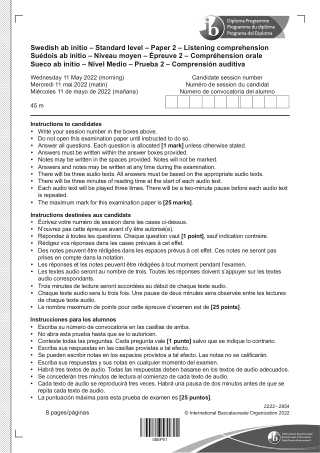 Diploma Programme
Programme du diplôme
Programa del Diploma
Swedish ab initio – Standard level – Paper 2 – Listening comprehension
Suédois ab initio – Niveau moyen – Épreuve 2 – Compréhension orale
Sueco ab initio – Nivel Medio – Prueba 2 – Comprensión auditiva
Wednesday 11 May 2022 (morning)
Mercredi 11 mai 2022 (matin)
Miércoles 11 de mayo de 2022 (mañana)
Candidate session number
Numéro de session du candidat
Número de convocatoria del alumno
45 m
Instructions to candidates
• Write your session number in the boxes above.
• Do not open this examination paper until instructed to do so.
• Answer all questions. Each question is allocated [1 mark] unless otherwise stated.
• Answers must be written within the answer boxes provided.
• Notes may be written in the spaces provided. Notes will not be marked.
• Answers and notes may be written at any time during the examination.
• There will be three audio texts. All answers must be based on the appropriate audio texts.
• There will be three minutes of reading time at the start of each audio text.
• Each audio text will be played three times. There will be a two-minute pause before each audio text
is repeated.
• The maximum mark for this examination paper is [25 marks].
Instructions destinées aux candidats
• Écrivez votre numéro de session dans les cases ci-dessus.
• N'ouvrez pas cette épreuve avant d'y être autorisé(e).
• Répondez à toutes les questions. Chaque question vaut [1 point], sauf indication contraire.
• Rédigez vos réponses dans les cases prévues à cet effet.
• Des notes peuvent être rédigées dans les espaces prévus à cet effet. Ces notes ne seront pas
prises en compte dans la notation.
• Les réponses et les notes peuvent être rédigées à tout moment pendant l'examen.
• Les textes audio seront au nombre de trois. Toutes les réponses doivent s'appuyer sur les textes
audio correspondants.
• Trois minutes de lecture seront accordées au début de chaque texte audio.
• Chaque texte audio sera lu trois fois. Une pause de deux minutes sera observée entre les lectures
de chaque texte audio.
• Le nombre maximum de points pour cette épreuve d'examen est de [25 points].
Instrucciones para los alumnos
• Escriba su número de convocatoria en las casillas de arriba.
• No abra esta prueba hasta que se lo autoricen.
• Conteste todas las preguntas. Cada pregunta vale [1 punto] salvo que se indique lo contrario.
• Escriba sus respuestas en las casillas provistas a tal efecto.
• Se pueden escribir notas en los espacios provistos a tal efecto. Las notas no se calificarán.
• Escriba sus respuestas y sus notas en cualquier momento del examen.
• Habrá tres textos de audio. Todas las respuestas deben basarse en los textos de audio adecuados.
• Se concederán tres minutos de lectura al comienzo de cada texto de audio.
• Cada texto de audio se reproducirá tres veces. Habrá una pausa de dos minutos antes de que se
repita cada texto de audio.
• La puntuación máxima para esta prueba de examen es [25 puntos].
8 pages/páginas
2222–2904
© International Baccalaureate Organization 2022